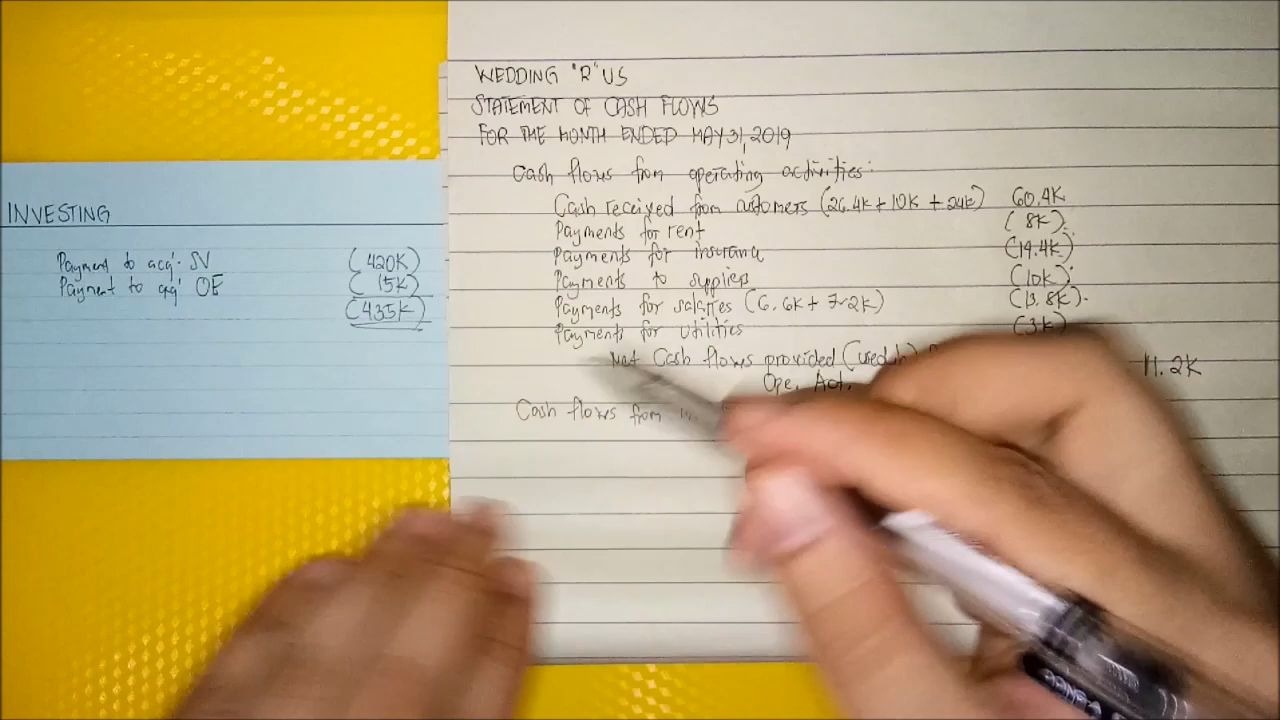 INVESTING
Payment to acq. SV (420K)
Payment to acq. OE (15K)
(435K)
WEDDING "R" US
STATEMENT OF CASH FLOWS
FOR THE MONTH ENDED MAY 31, 2019
Cash flows from operating activities:
Cash received from customers (26.4K + 10K + 24K) 60.4K
Payments for rent (8K)
Payments for insurance (14.4K)
Payments to suppliers (10K)
Payments for salaries (6.6K + 7.2K) (13.8K)
Payments for utilities (3K)
Net Cash flows provided (used in) 11.2K
Ope. Act.
Cash flows from